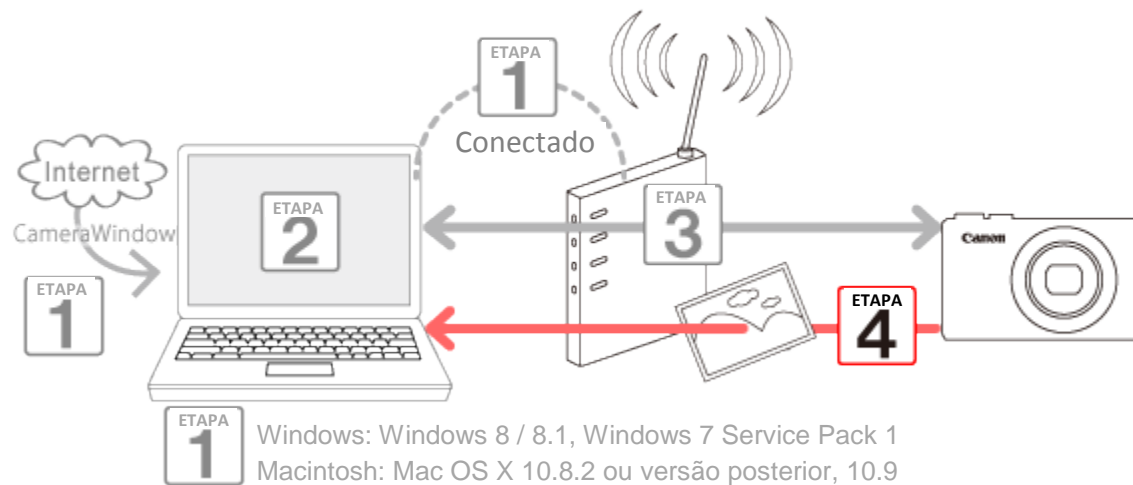 ETAPA
1
Conectado
Internet
CameraWindow
ETAPA
1
ETAPA
2
ETAPA
3
Canon
ETAPA
4
ETAPA
1
Windows: Windows 8 / 8.1, Windows 7 Service Pack 1
Macintosh: Mac OS X 10.8.2 ou versão posterior, 10.9